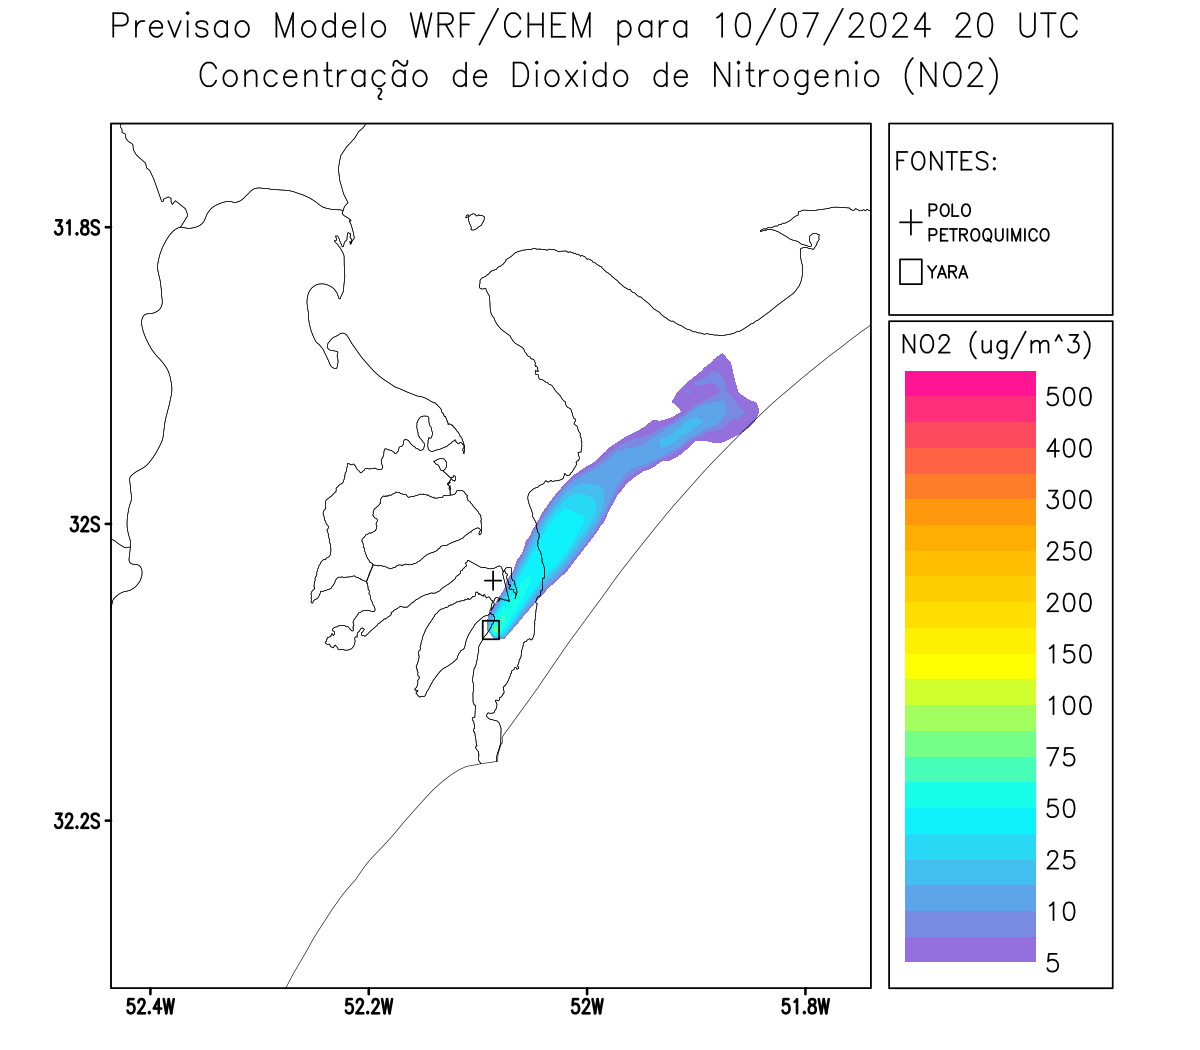 Previsao Modelo WRF/CHEM para 10/07/2024 20 UTC
Concentração de Dioxido de Nitrogenio (NO2)
FONTES:
POLO
PETROQUIMICO
YARA
31.8S
32S
32.2S
52.4W
52.2W
52W
51.8W
NO2 (ug/m^3)
500
400
300
250
200
150
100
75
50
25
10
5